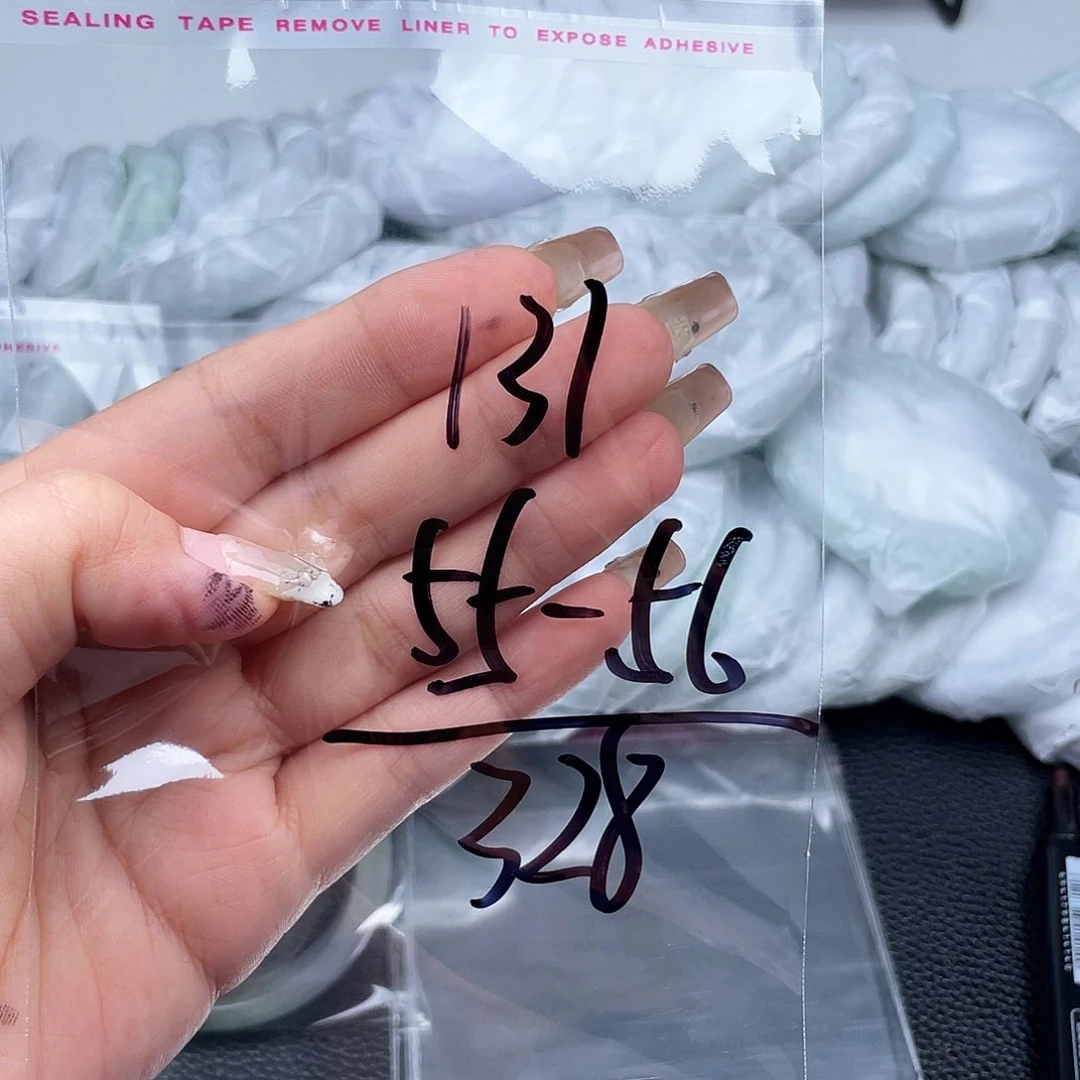 SEALING TAPE REMOVE LINER TO EXPOSE ADHESIVE
131
55-56
328